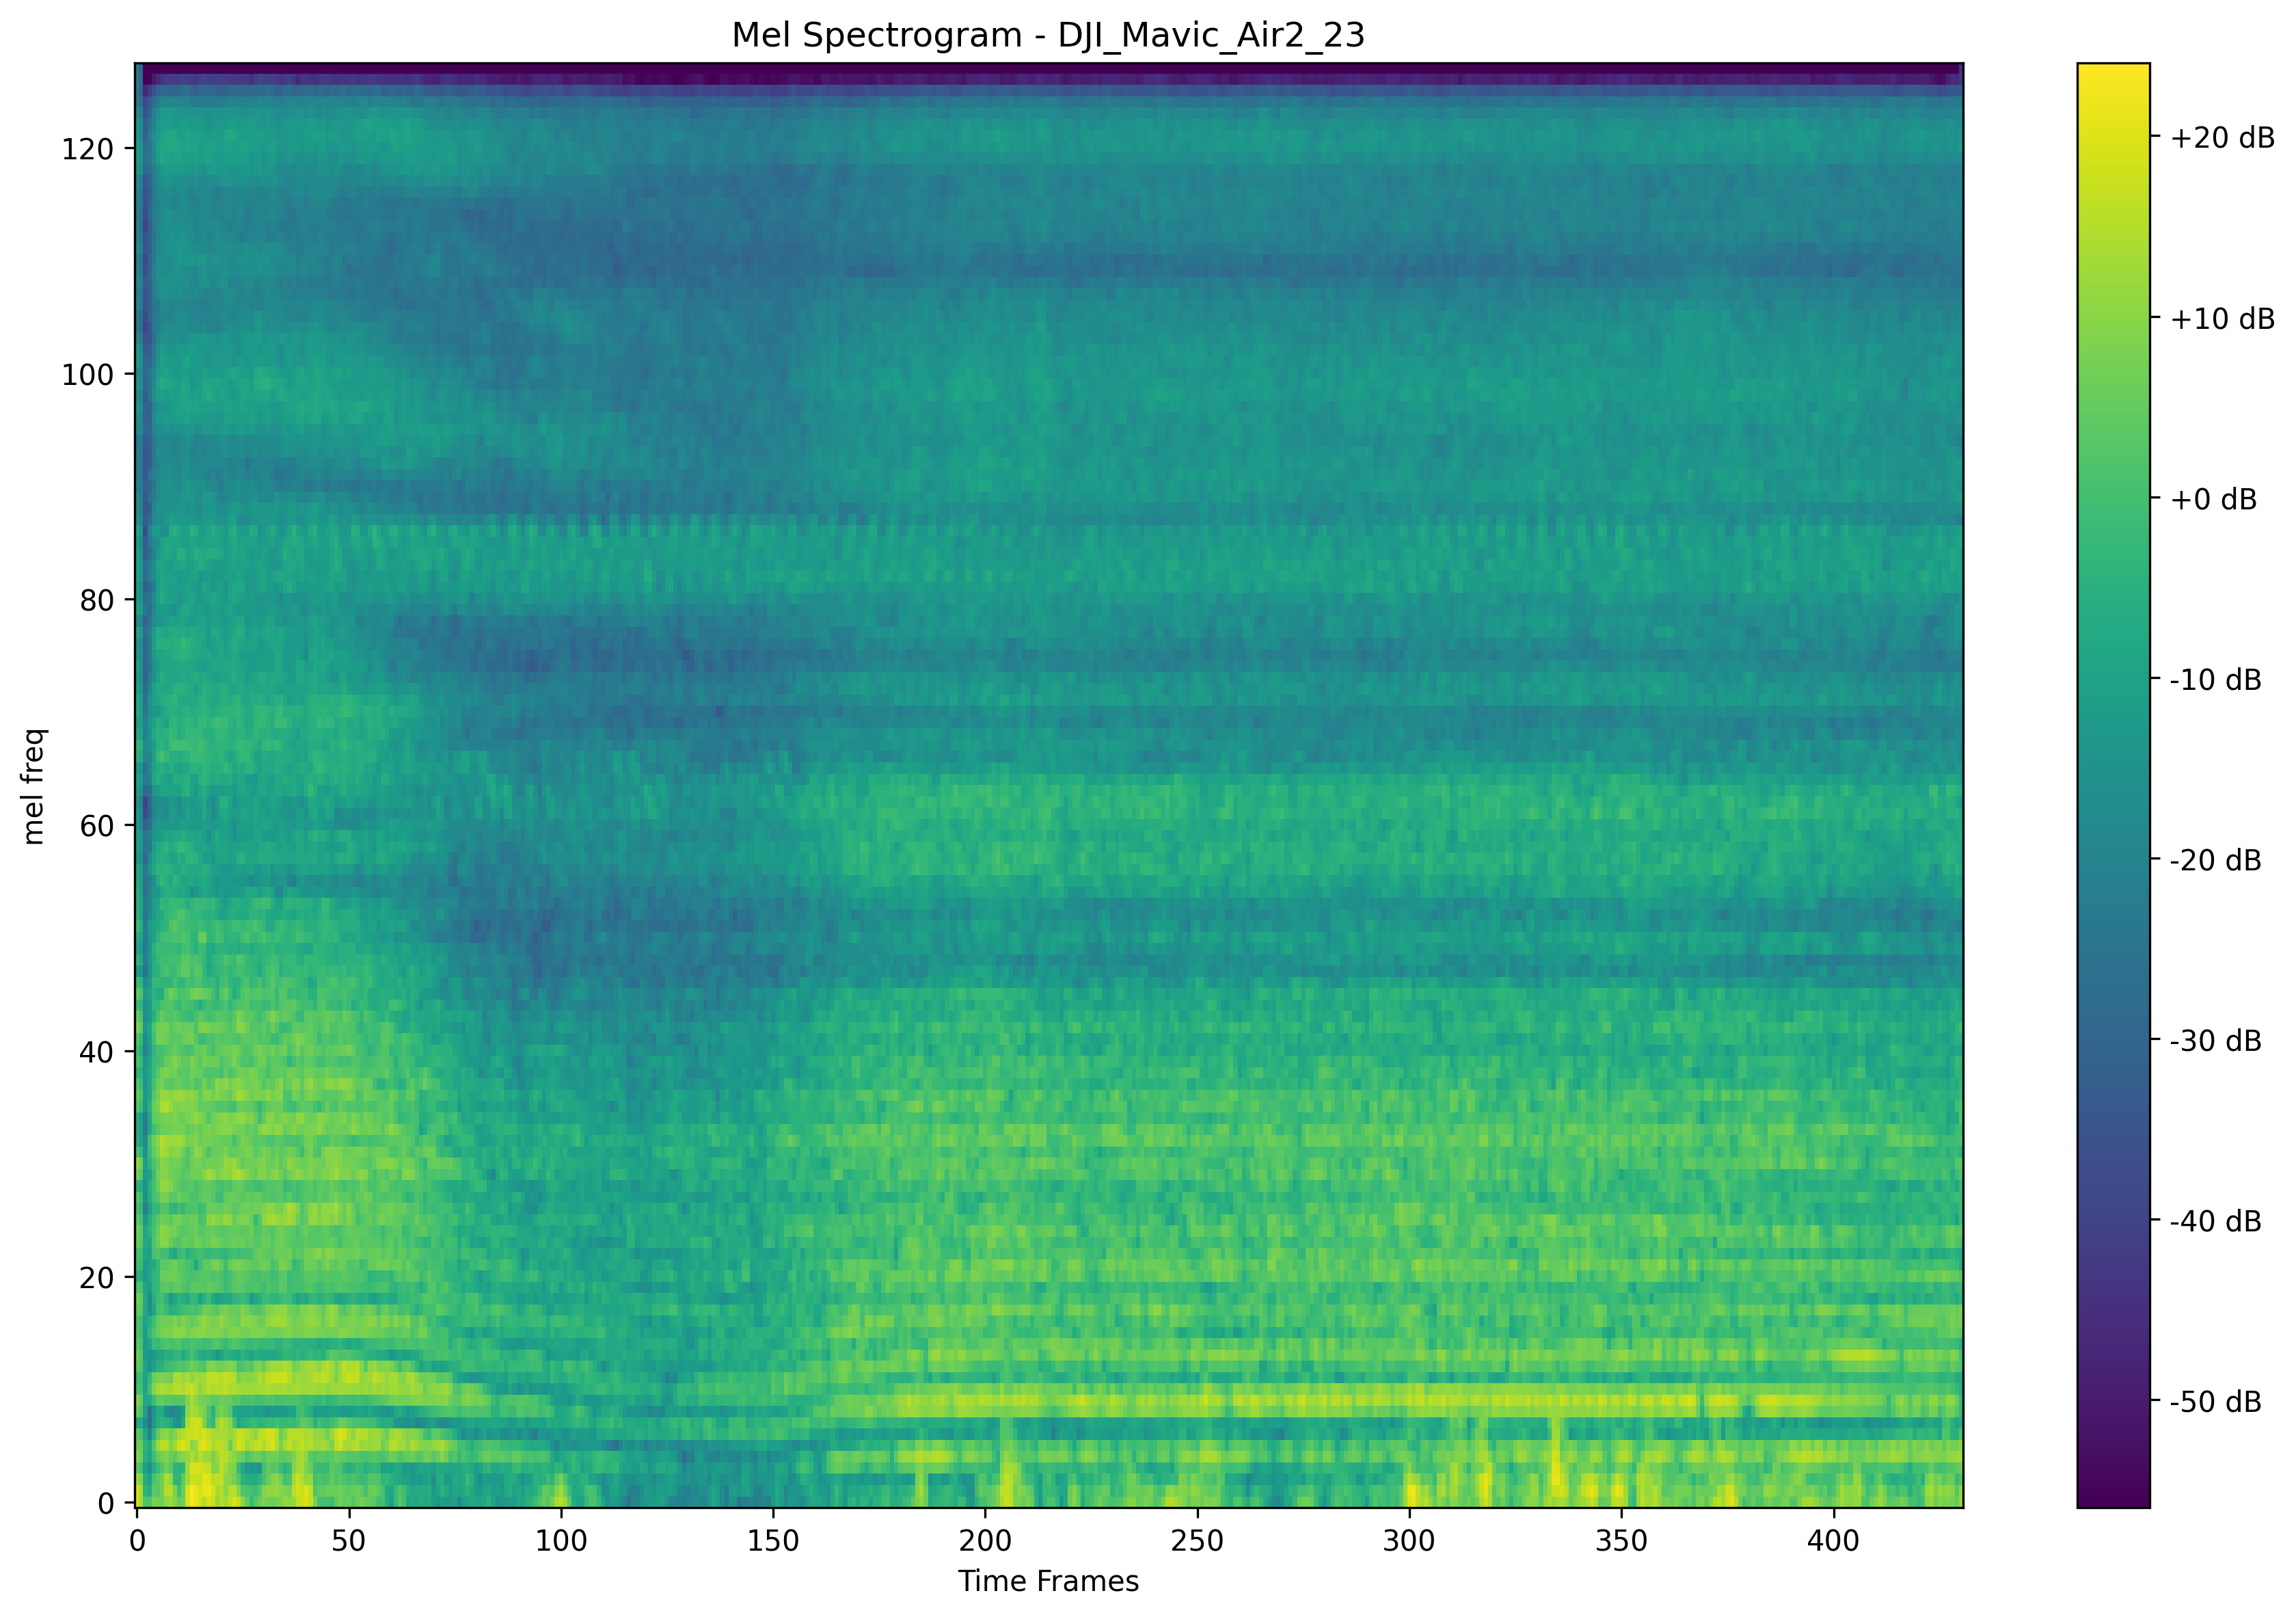 Mel Spectrogram - DJI_Mavic_Air2_23
120
100
80
60
40
20
0
mel freq
0 50 100 150 200 250 300 350 400
Time Frames
+20 dB
+10 dB
+0 dB
-10 dB
-20 dB
-30 dB
-40 dB
-50 dB